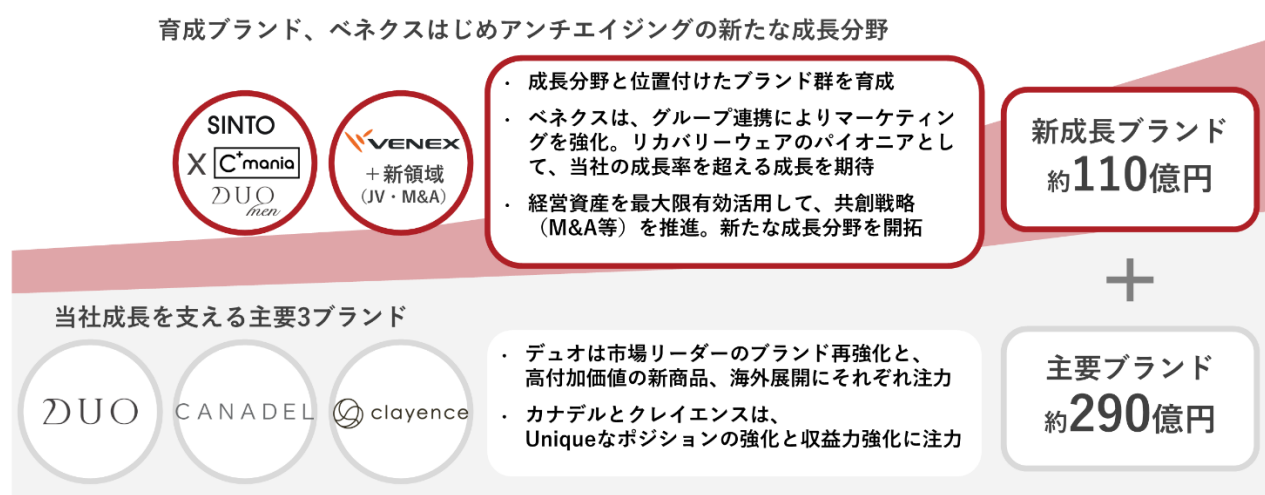 育成ブランド、ベネクスはじめアンチエイジングの新たな成長分野
SINTO
X C+mania
DUO
men
VENEX
＋新領域
（JV・M&A）
・ 成長分野と位置付けたブランド群を育成
・ ベネクスは、グループ連携によりマーケティン
グを強化。リカバリーウェアのパイオニアとし
て、当社の成長率を超える成長を期待
・ 経営資産を最大限有効活用して、共創戦略
（M&A等）を推進。新たな成長分野を開拓
新成長ブランド
約110億円
＋
当社成長を支える主要3ブランド
DUO
CANADEL
clayence
・ デュオは市場リーダーのブランド再強化と、
高付加価値の新商品、海外展開にそれぞれ注力
・ カナデルとクレイエンスは、
Uniqueなポジションの強化と収益力強化に注力
主要ブランド
約290億円